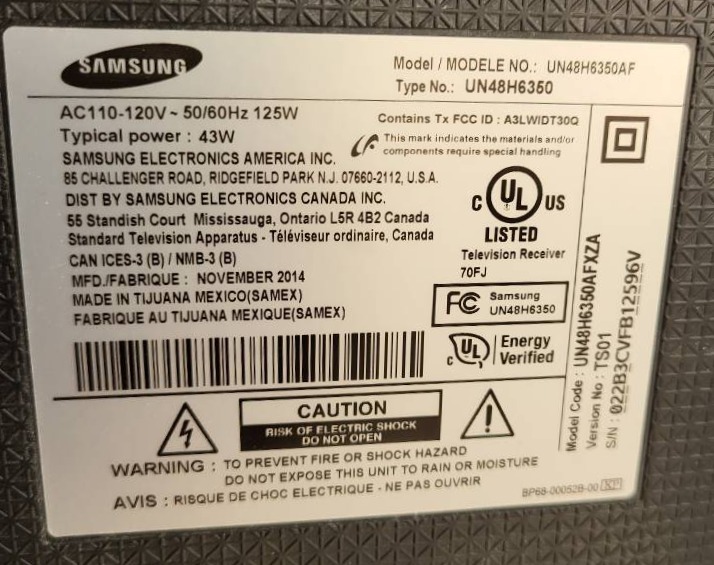 SAMSUNG
Model / MODELE NO.: UN48H6350AF
Type No.: UN48H6350
AC110-120V ~ 50/60Hz 125W
Typical power : 43W
Contains Tx FCC ID : A3LWIDT30Q
This mark indicates the materials and/or
components require special handling
SAMSUNG ELECTRONICS AMERICA INC.
85 CHALLENGER ROAD, RIDGEFIELD PARK N.J. 07660-2112, U.S.A.
DIST BY SAMSUNG ELECTRONICS CANADA INC.
55 Standish Court Mississauga, Ontario L5R 4B2 Canada
Standard Television Apparatus - Téléviseur ordinaire, Canada
CAN ICES-3 (B) / NMB-3 (B)
MFD./FABRIQUE : NOVEMBER 2014
MADE IN TIJUANA MEXICO(SAMEX)
FABRIQUE AU TIJUANA MEXIQUE(SAMEX)
C UL US
LISTED
Television Receiver
70FJ
FC Samsung
UN48H6350
C UL Energy
Verified
CAUTION
RISK OF ELECTRIC SHOCK
DO NOT OPEN
WARNING : TO PREVENT FIRE OR SHOCK HAZARD
DO NOT EXPOSE THIS UNIT TO RAIN OR MOISTURE
AVIS : RISQUE DE CHOC ELECTRIQUE - NE PAS OUVRIR
BP68-00052B-00
Model Code : UN48H6350AFXZA
Version No : TS01
S/N : 022B3CVFB12596V